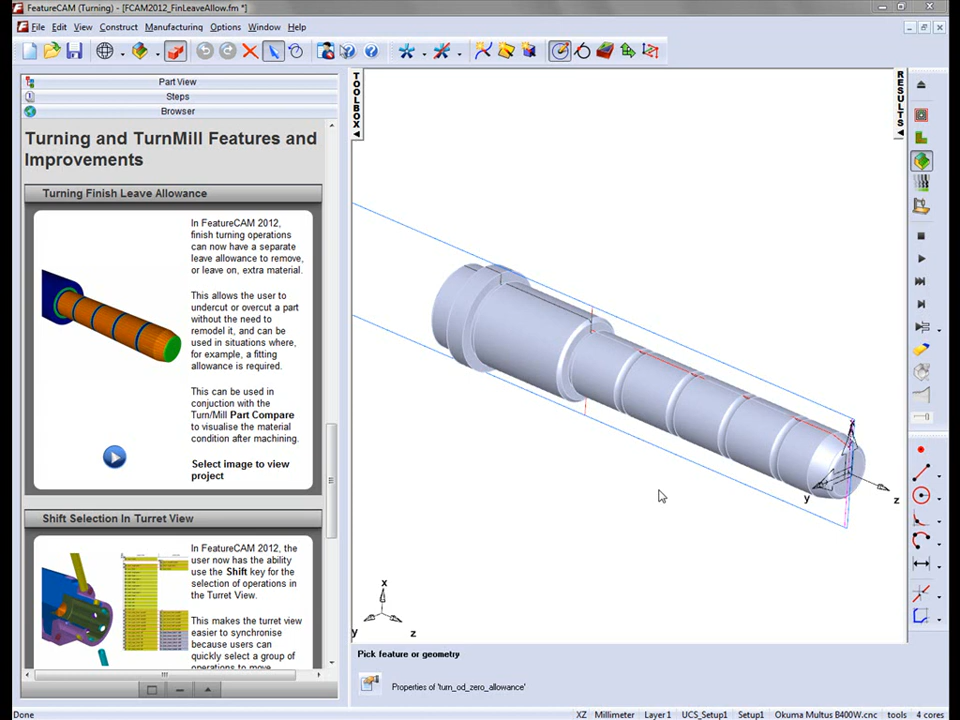 FeatureCAM (Turning) - [FCAM2012_FinLeaveAllow.fm *]
File Edit View Construct Manufacturing Options Window Help
Part View
Steps
Browser
Turning and TurnMill Features and
Improvements
Turning Finish Leave Allowance
In FeatureCAM 2012,
finish turning operations
can now have a separate
leave allowance to remove,
or leave on, extra material.
This allows the user to
undercut or overcut a part
without the need to
remodel it, and can be
used in situations where,
for example, a fitting
allowance is required.
This can be used in
conjuction with the
Turn/Mill Part Compare
to visualise the material
condition after machining.
Select image to view
project
Shift Selection In Turret View
In FeatureCAM 2012, the
user now has the ability
use the Shift key for the
selection of operations in
the Turret View.
This makes the turret view
easier to synchronise
because users can
quickly select a group of
operations to move
TOOLBOX
RESULTS
y
z
x
y
z
Pick feature or geometry
Properties of 'turn_od_zero_allowance'
Done
XZ Millimeter Layer1 UCS_Setup1 Setup1 Okuma Multus B400W.cnc tools 4 cores